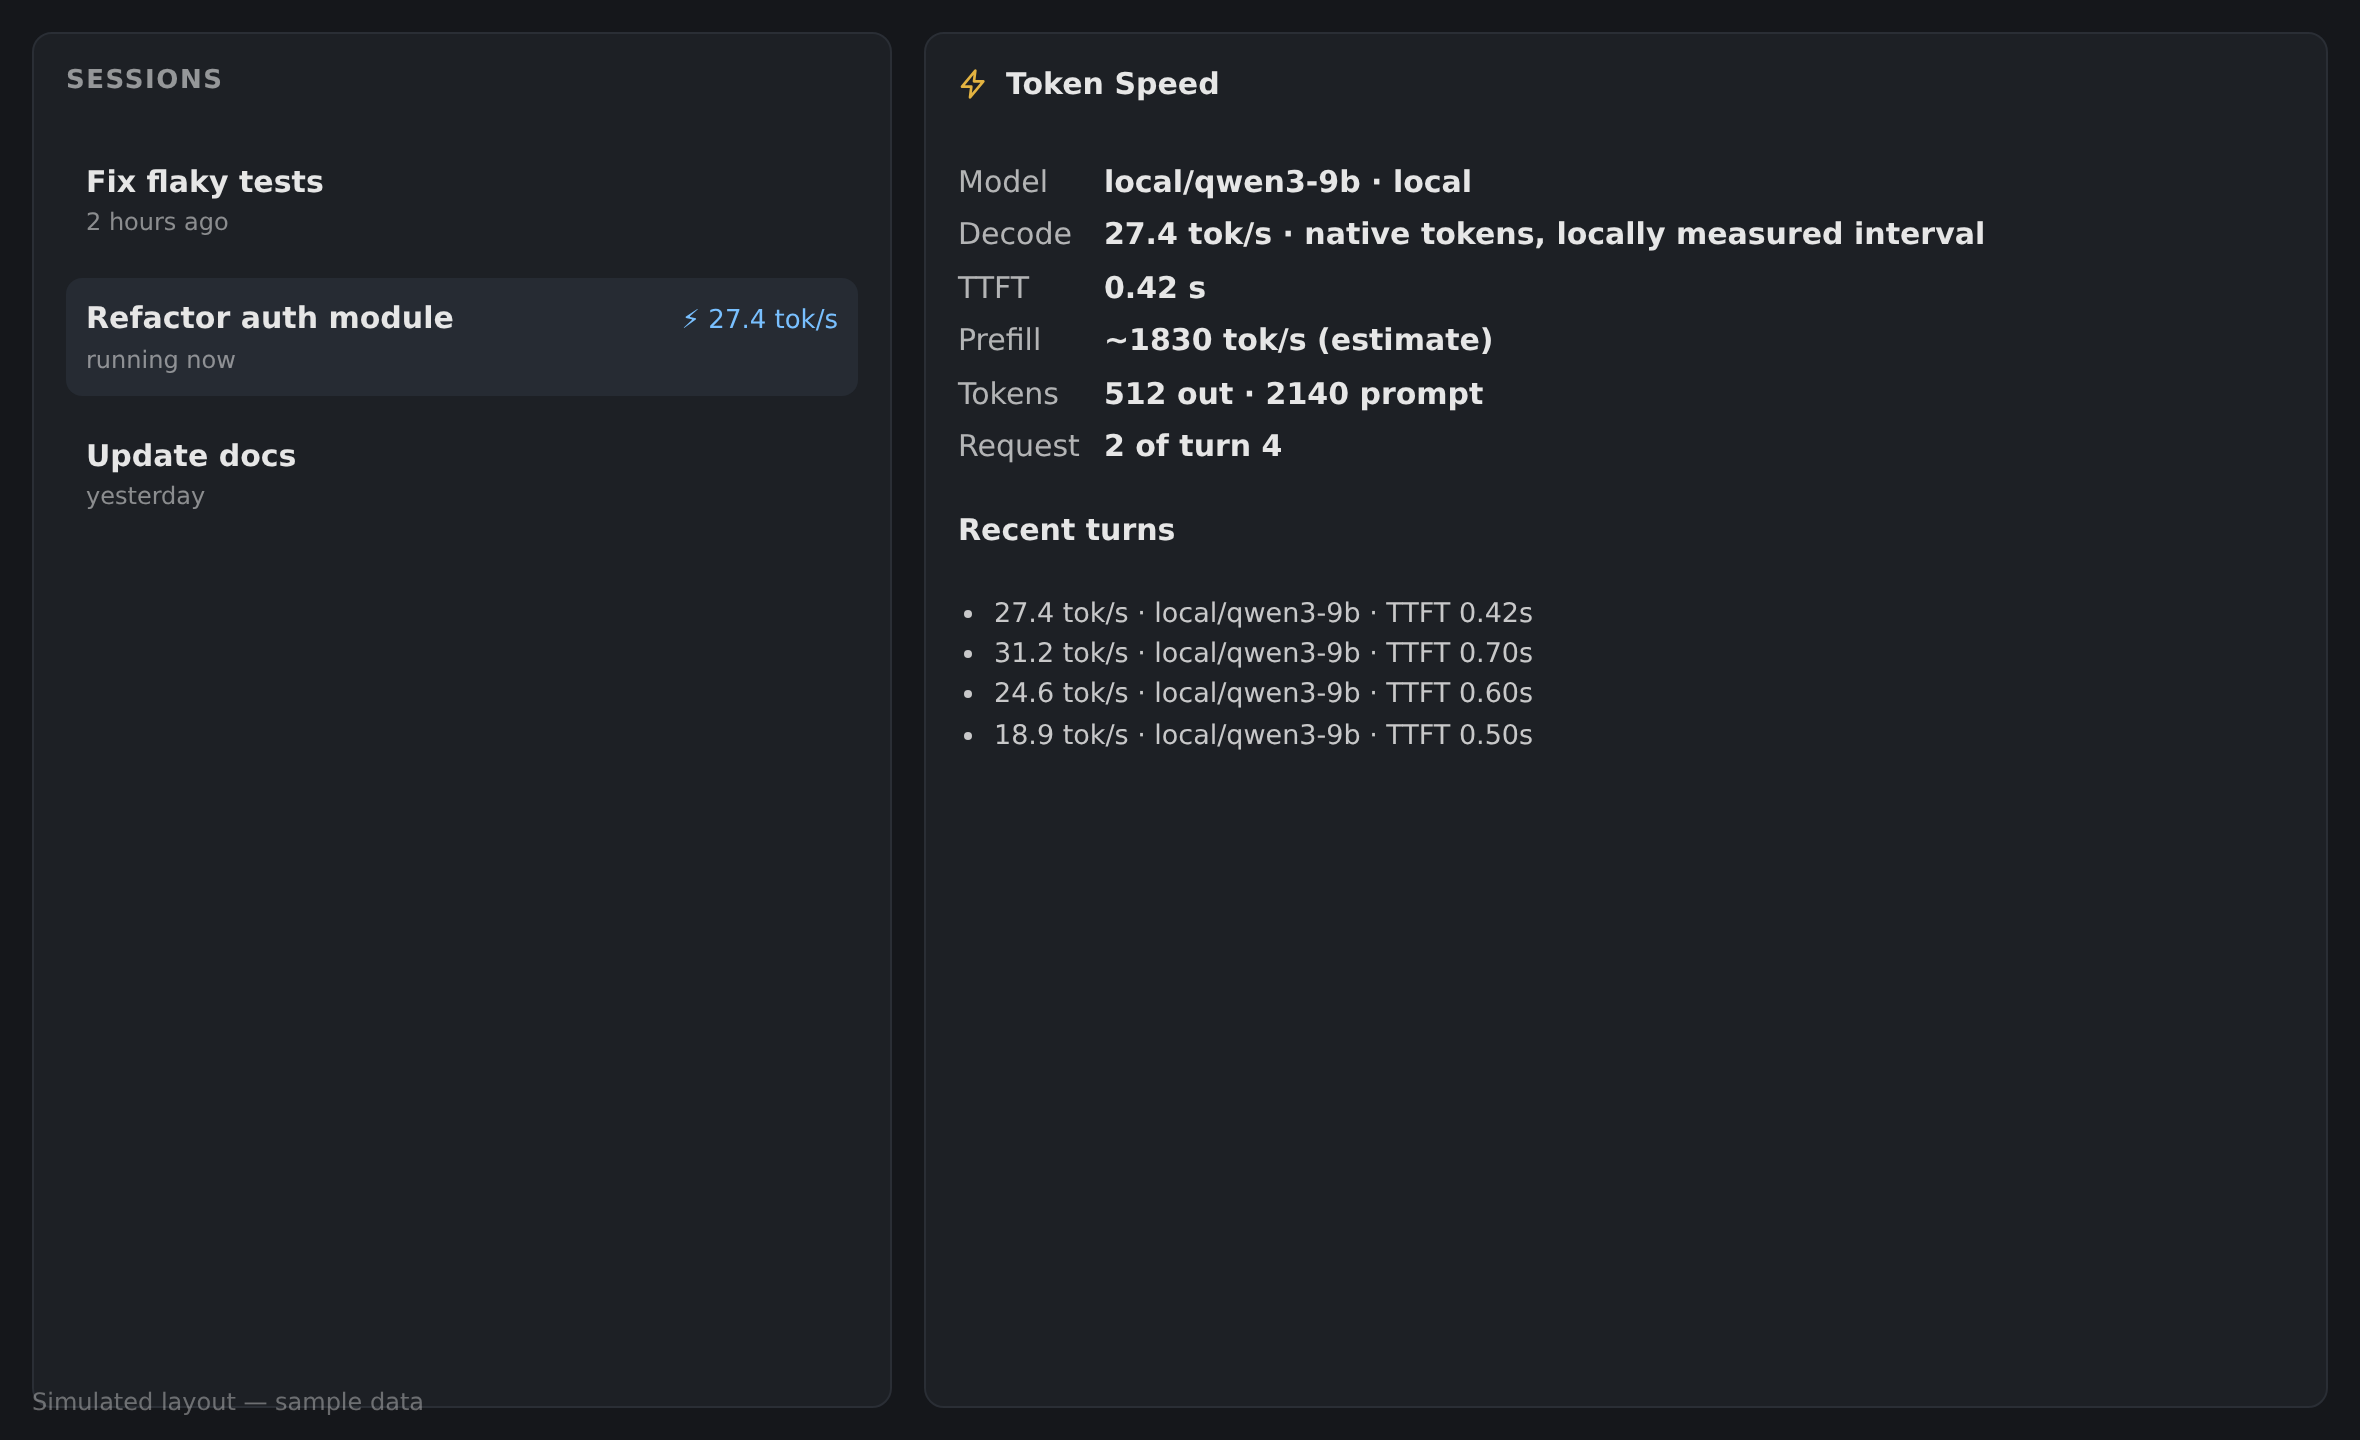 SESSIONS
Fix flaky tests
2 hours ago
Refactor auth module
⚡ 27.4 tok/s
running now
Update docs
yesterday
Token Speed
Model local/qwen3-9b · local
Decode 27.4 tok/s · native tokens, locally measured interval
TTFT 0.42 s
Prefill ~1830 tok/s (estimate)
Tokens 512 out · 2140 prompt
Request 2 of turn 4
Recent turns
• 27.4 tok/s · local/qwen3-9b · TTFT 0.42s
• 31.2 tok/s · local/qwen3-9b · TTFT 0.70s
• 24.6 tok/s · local/qwen3-9b · TTFT 0.60s
• 18.9 tok/s · local/qwen3-9b · TTFT 0.50s
Simulated layout — sample data